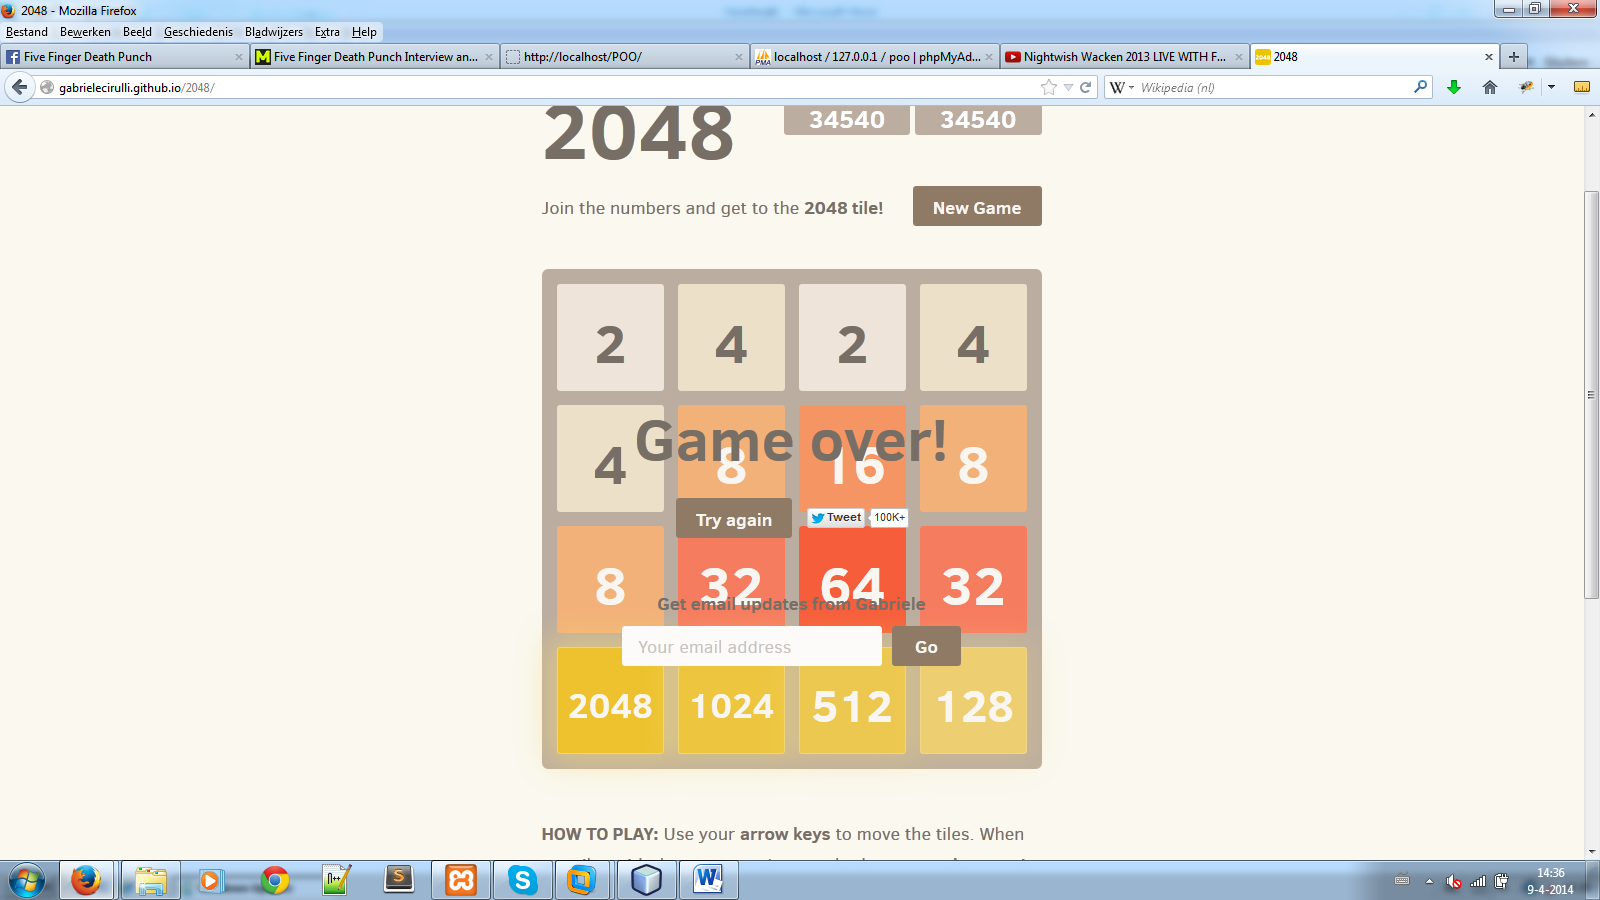 2048 - Mozilla Firefox
Bestand Bewerken Beeld Geschiedenis Bladwijzers Extra Help
Five Finger Death Punch
Five Finger Death Punch Interview an...
http://localhost/POO/
localhost / 127.0.0.1 / poo | phpMyAd...
Nightwish Wacken 2013 LIVE WITH F...
2048
gabrielecirulli.github.io/2048/
Wikipedia (nl)
2048
34540 34540
Join the numbers and get to the 2048 tile!
New Game
2 4 2 4
Game over!
4 8 16 8
Try again
Tweet 100K+
8 32 64 32
Get email updates from Gabriele
Your email address
Go
2048 1024 512 128
HOW TO PLAY: Use your arrow keys to move the tiles. When
14:36
9-4-2014